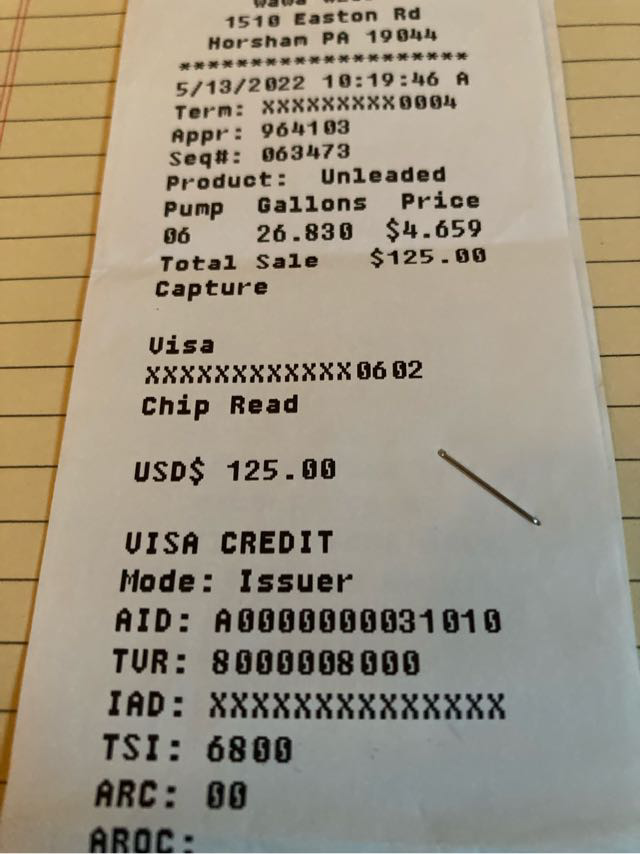 Wawa
1510 Easton Rd
Horsham PA 19044
********************
5/13/2022 10:19:46 A
Term: XXXXXXXXX0004
Appr: 964103
Seq#: 063473
Product: Unleaded
Pump Gallons Price
06 26.830 $4.659
Total Sale $125.00
Capture
Visa
XXXXXXXXXXXX0602
Chip Read
USD$ 125.00
VISA CREDIT
Mode: Issuer
AID: A0000000031010
TVR: 8000008000
IAD: XXXXXXXXXXXXXX
TSI: 6800
ARC: 00
ARQC: